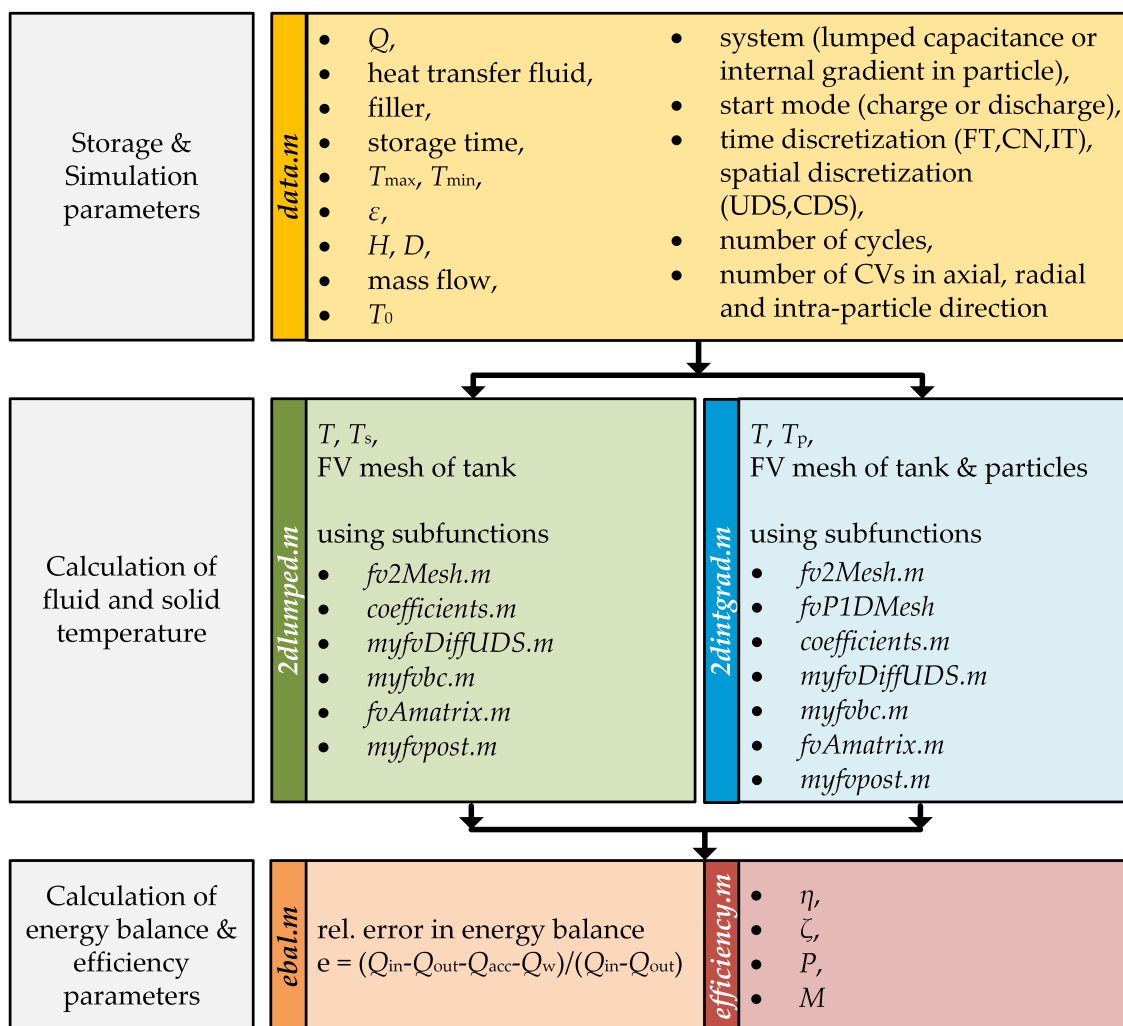 Storage &
Simulation
parameters
data.m
• Q,
• heat transfer fluid,
• filler,
• storage time,
• Tmax, Tmin,
• ε,
• H, D,
• mass flow,
• T0
• system (lumped capacitance or
internal gradient in particle),
• start mode (charge or discharge),
• time discretization (FT,CN,IT),
spatial discretization
(UDS,CDS),
• number of cycles,
• number of CVs in axial, radial
and intra-particle direction
Calculation of
fluid and solid
temperature
2dlumped.m
T, Ts,
FV mesh of tank
using subfunctions
• fv2Mesh.m
• coefficients.m
• myfvDiffUDS.m
• myfvbc.m
• fvAmatrix.m
• myfvpost.m
2dintgrad.m
T, Tp,
FV mesh of tank & particles
using subfunctions
• fv2Mesh.m
• fvP1DMesh
• coefficients.m
• myfvDiffUDS.m
• myfvbc.m
• fvAmatrix.m
• myfvpost.m
Calculation of
energy balance &
efficiency
parameters
ebal.m
rel. error in energy balance
e = (Qin-Qout-Qacc-Qw)/(Qin-Qout)
efficiency.m
• η,
• ζ,
• P,
• M